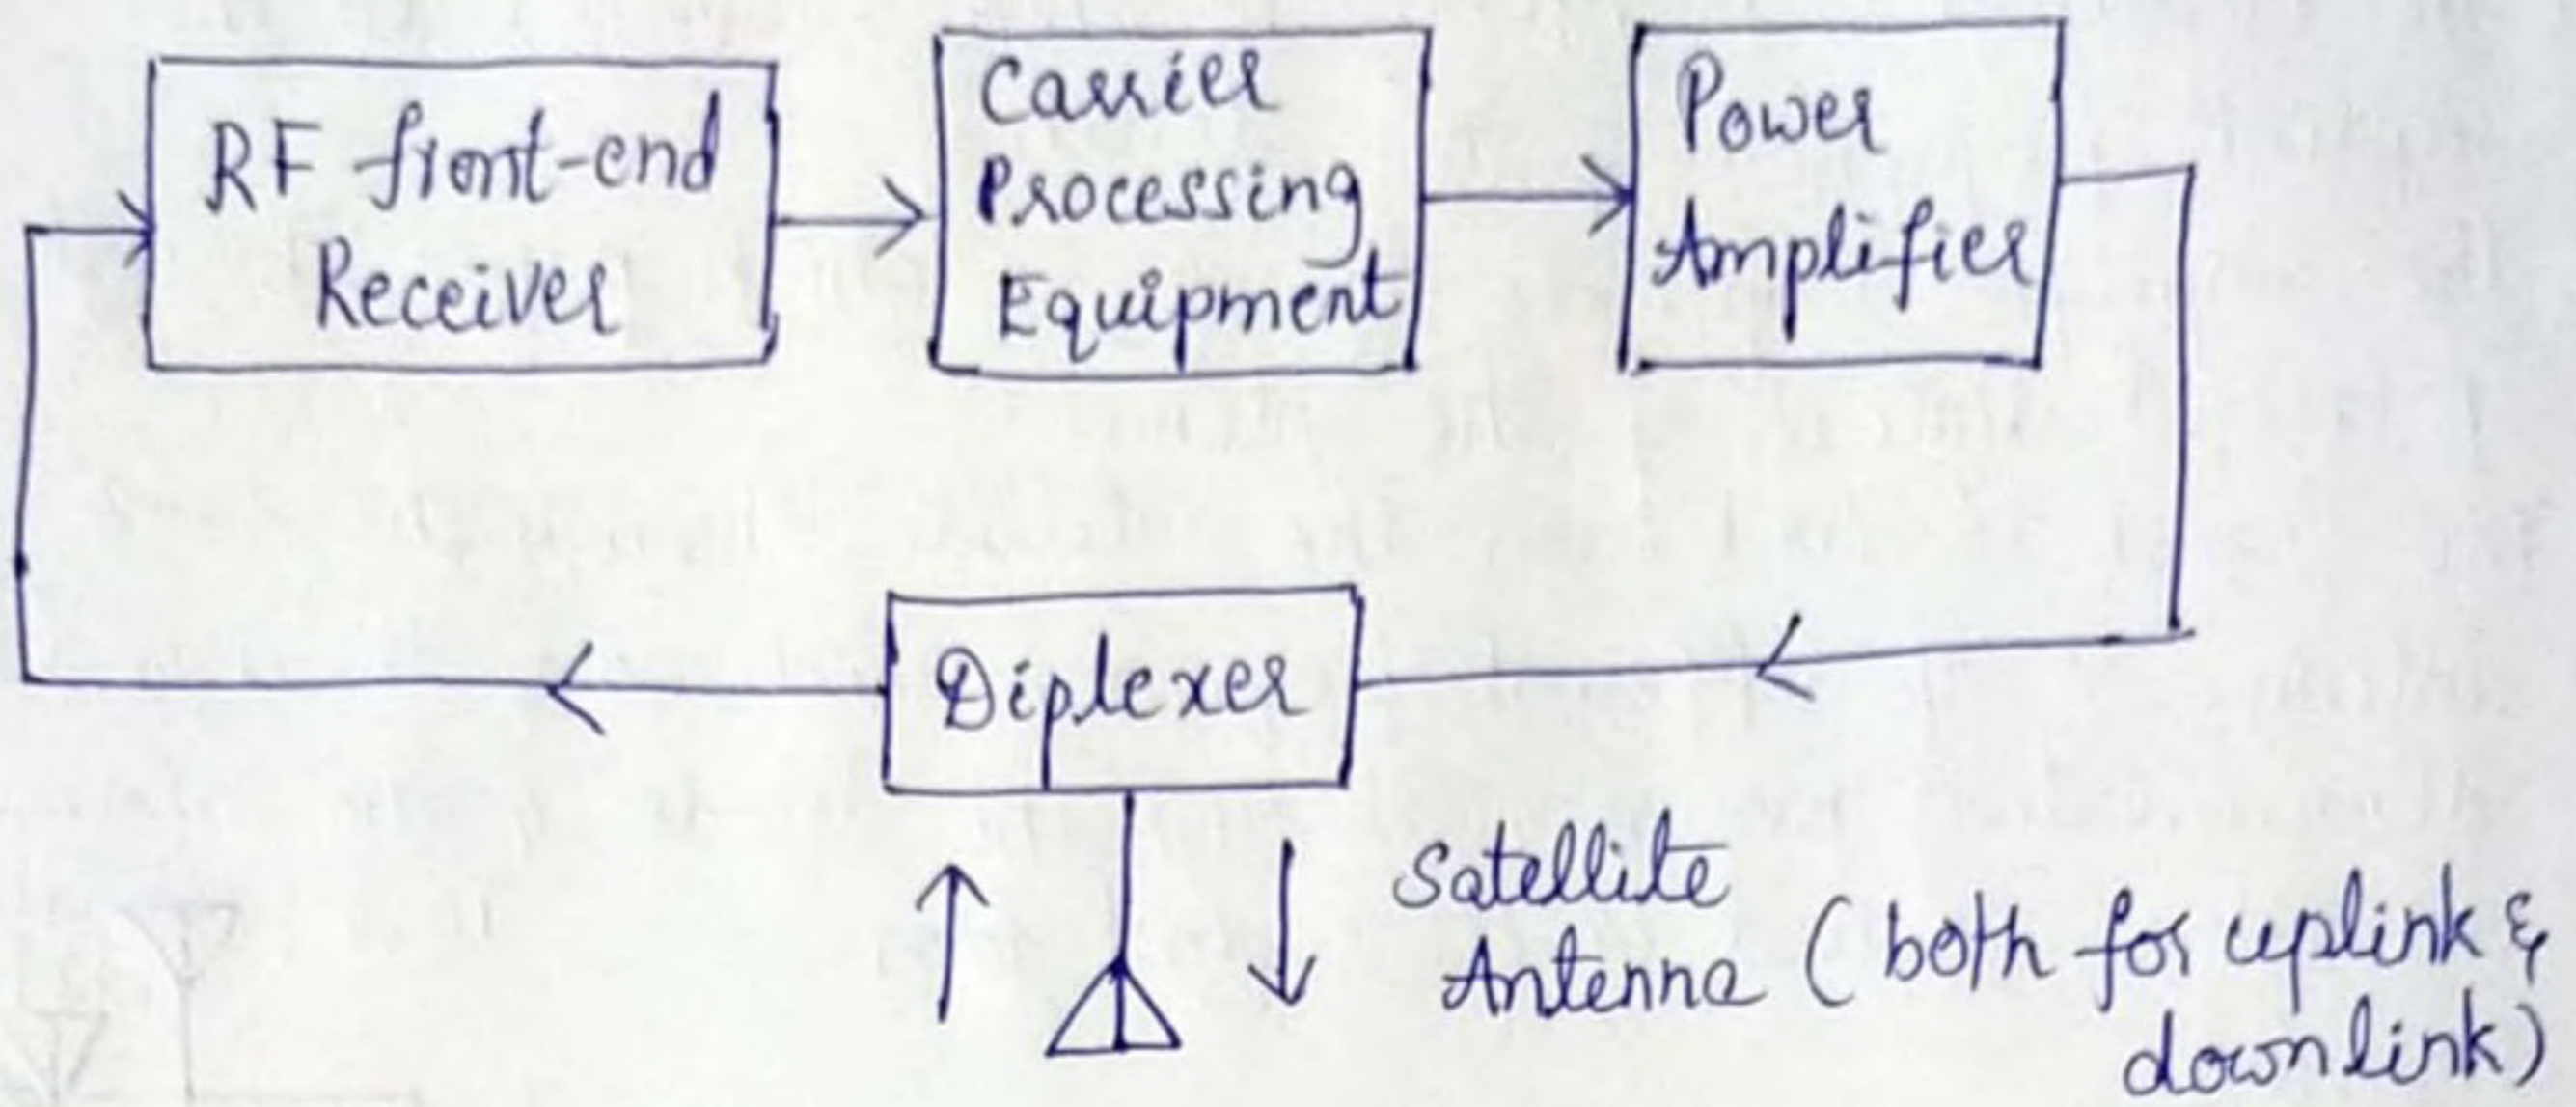 RF front-end
Receiver
Carrier
Processing
Equipment
Power
Amplifier
Diplexer
Satellite
Antenna (both for uplink &
downlink)